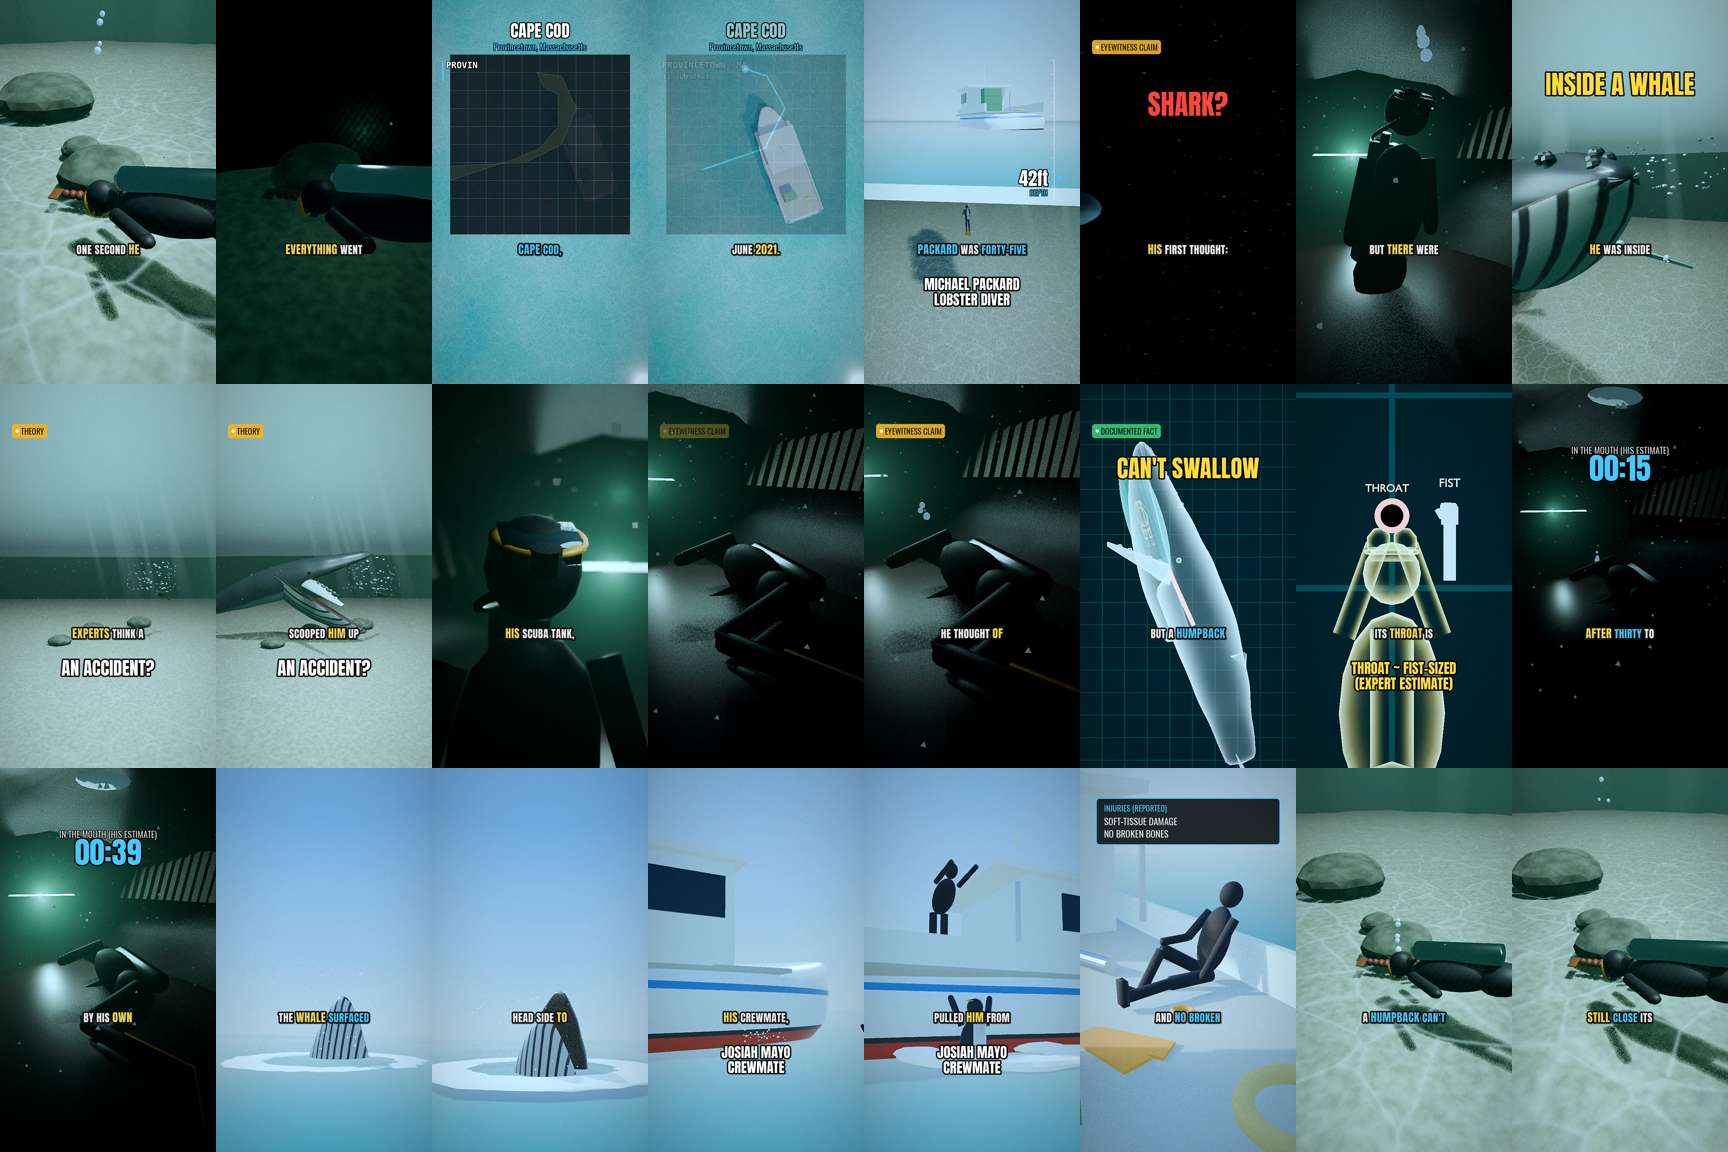 ONE SECOND HE
EVERYTHING WENT
CAPE COD
Provincetown, Massachusetts
PROVIN
CAPE COD,
CAPE COD
Provincetown, Massachusetts
PROVINCETOWN, M
JUNE 2021.
42ft
DEPTH
PACKARD WAS FORTY-FIVE
MICHAEL PACKARD
LOBSTER DIVER
EYEWITNESS CLAIM
SHARK?
HIS FIRST THOUGHT:
BUT THERE WERE
INSIDE A WHALE
HE WAS INSIDE
THEORY
EXPERTS THINK A
AN ACCIDENT?
THEORY
SCOOPED HIM UP
AN ACCIDENT?
HIS SCUBA TANK,
EYEWITNESS CLAIM
EYEWITNESS CLAIM
HE THOUGHT OF
DOCUMENTED FACT
CAN'T SWALLOW
BUT A HUMPBACK
THROAT
FIST
ITS THROAT IS
THROAT ~ FIST-SIZED
(EXPERT ESTIMATE)
IN THE MOUTH (HIS ESTIMATE)
00:15
AFTER THIRTY TO
IN THE MOUTH (HIS ESTIMATE)
00:39
BY HIS OWN
THE WHALE SURFACED
HEAD SIDE TO
HIS CREWMATE,
JOSIAH MAYO
CREWMATE
PULLED HIM FROM
JOSIAH MAYO
CREWMATE
INJURIES (REPORTED)
SOFT-TISSUE DAMAGE
NO BROKEN BONES
AND NO BROKEN
A HUMPBACK CAN'T
STILL CLOSE ITS